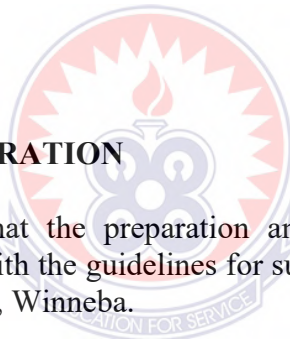 RATION
hat the preparation an
ith the guidelines for su
, Winneba.
CATION FOR SERVICE